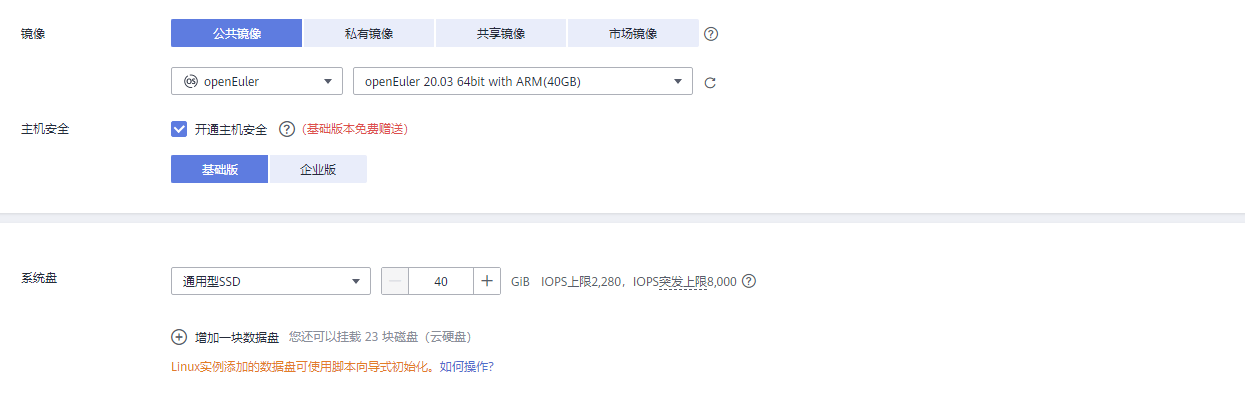 镜像 公共镜像 私有镜像 共享镜像 市场镜像 ?
OS openEuler openEuler 20.03 64bit with ARM(40GB)
主机安全 开通主机安全 ? (基础版本免费赠送)
基础版 企业版
系统盘 通用型SSD 40 GiB IOPS上限2,280，IOPS突发上限8,000 ?
增加一块数据盘 您还可以挂载 23 块磁盘（云硬盘）
Linux实例添加的数据盘可使用脚本向导式初始化。如何操作?